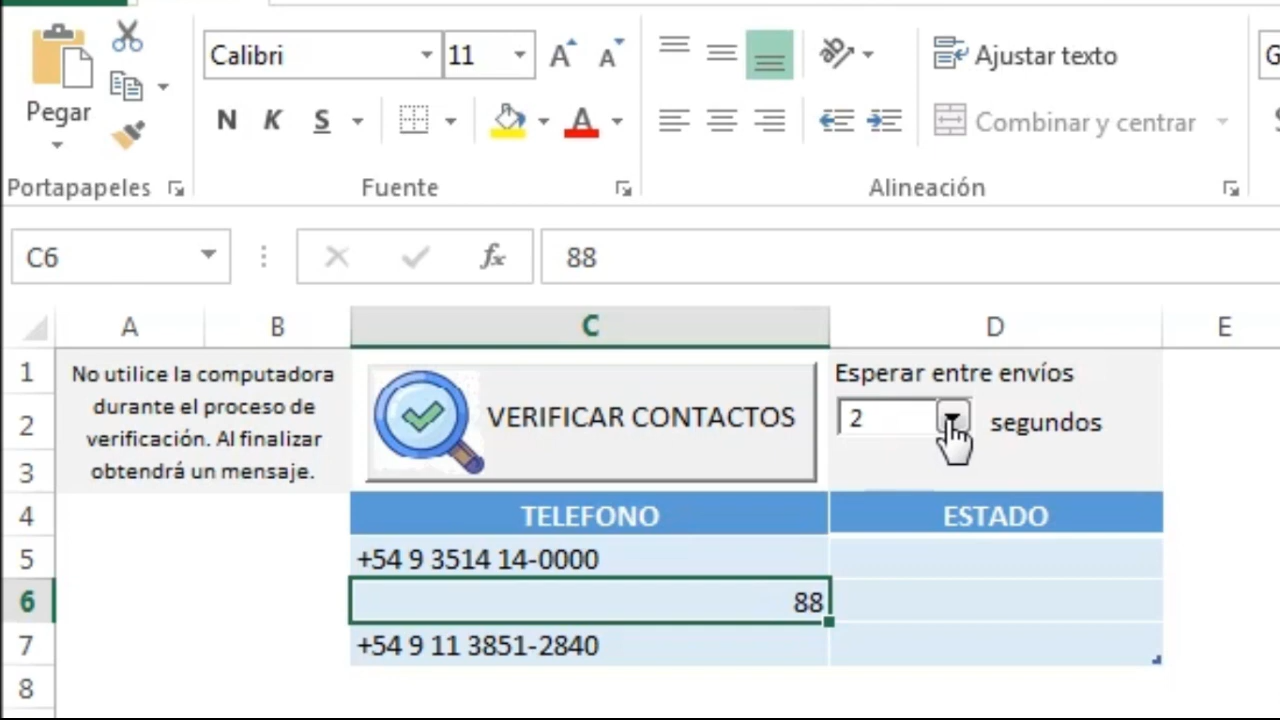 Calibri 11 A A Ajustar texto
Pegar N K S A Combinar y centrar
Portapapeles Fuente Alineación
C6 fx 88
A B C D E
1 No utilice la computadora
durante el proceso de
verificación. Al finalizar
obtendrá un mensaje.
VERIFICAR CONTACTOS
Esperar entre envíos
2 2 segundos
3
4 TELEFONO ESTADO
5 +54 9 3514 14-0000
6 88
7 +54 9 11 3851-2840
8